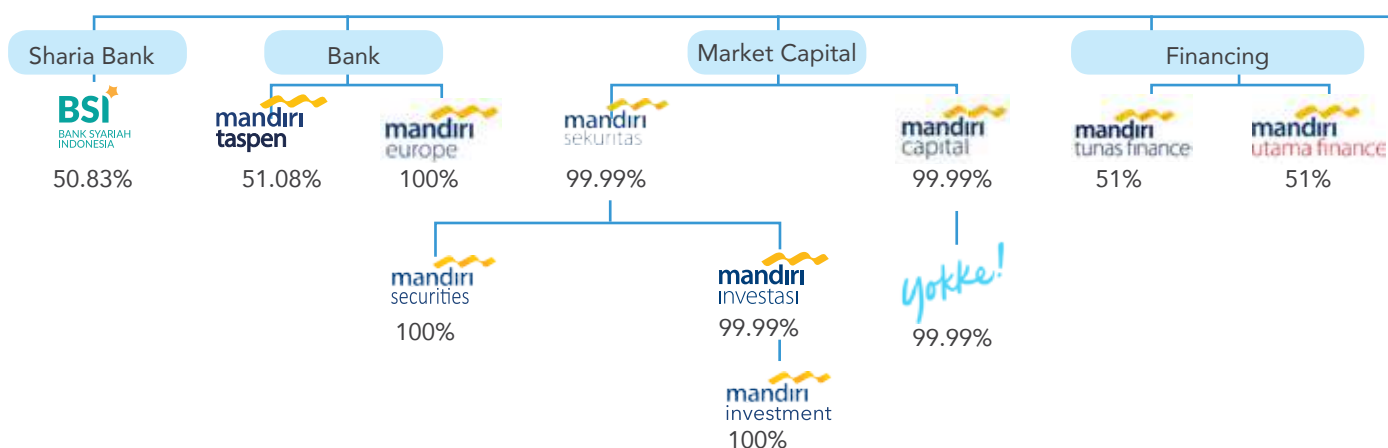 Sharia Bank
Bank
Market Capital
Financing
BSI
BANK SYARIAH
INDONESIA
50.83%
mandiri
taspen
51.08%
mandiri
europe
100%
mandiri
sekuritas
99.99%
mandiri
capital
99.99%
mandiri
tunas finance
51%
mandiri
utama finance
51%
mandiri
securities
100%
mandiri
investasi
99.99%
yokke!
99.99%
mandiri
investment
100%